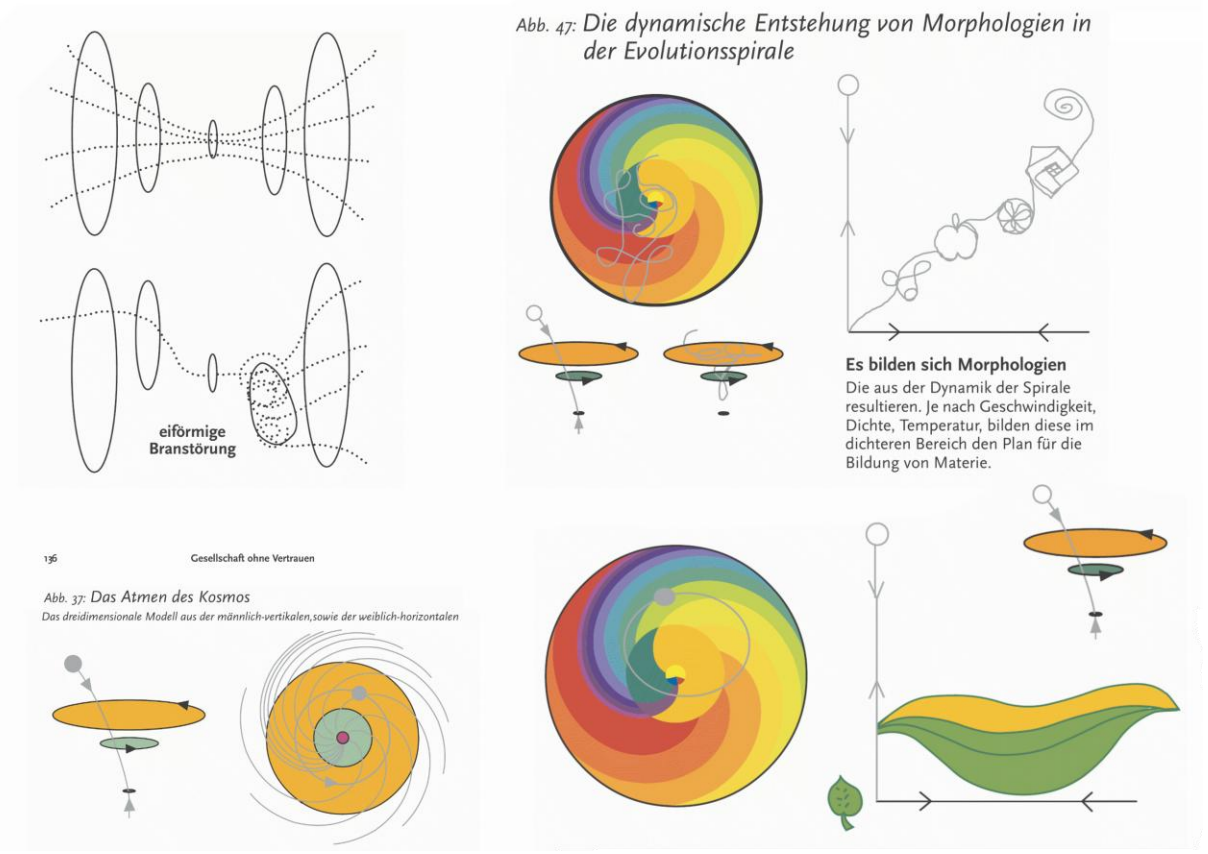 Abb. 47: Die dynamische Entstehung von Morphologien in
der Evolutionsspirale
Es bilden sich Morphologien
Die aus der Dynamik der Spirale
resultieren. Je nach Geschwindigkeit,
Dichte, Temperatur, bilden diese im
dichteren Bereich den Plan für die
Bildung von Materie.
eiförmige
Branstörung
136
Gesellschaft ohne Vertrauen
Abb. 37: Das Atmen des Kosmos
Das dreidimensionale Modell aus der männlich-vertikalen,sowie der weiblich-horizontalen